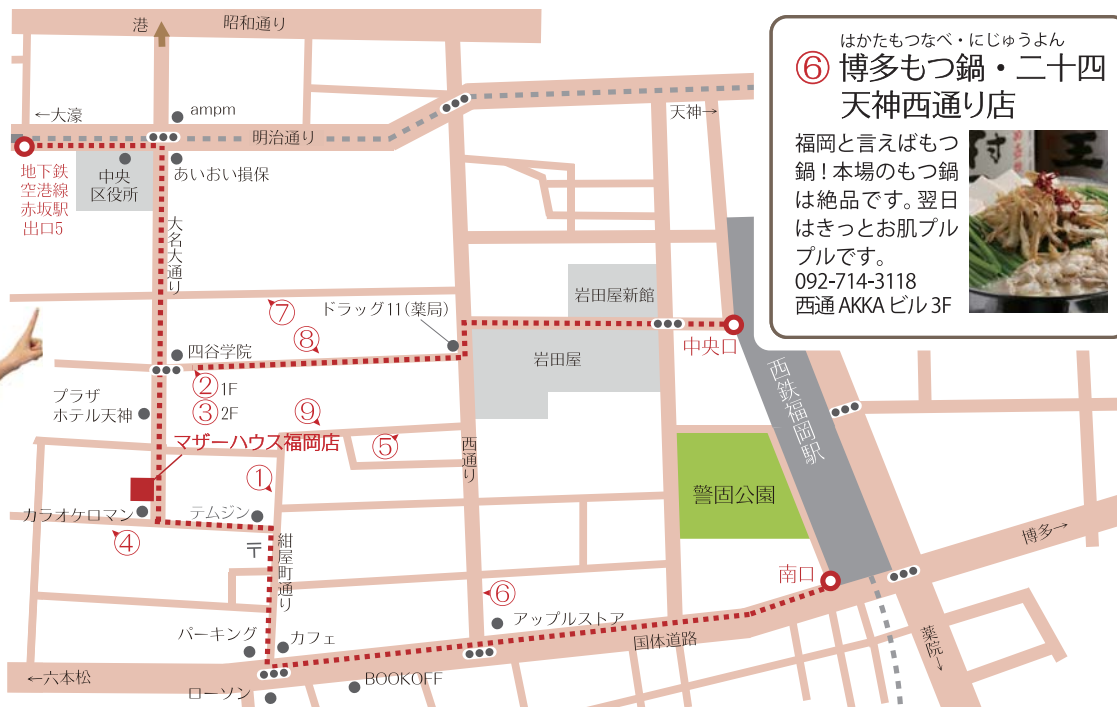 港
昭和通り
←大濠
ampm
明治通り
天神→
地下鉄
空港線
赤坂駅
出口5
中央
区役所
あいおい損保
大名大通り
⑦
ドラッグ11(薬局)
岩田屋新館
⑧
四谷学院
岩田屋
中央口
② 1F
③ 2F
プラザ
ホテル天神
⑨
⑤
西通り
西鉄福岡駅
マザーハウス福岡店
①
警固公園
カラオケロマン
テムジン
④
〒
紺屋町通り
博多→
南口
⑥
アップルストア
国体道路
パーキング
カフェ
薬院→
←六本松
BOOKOFF
ローソン
はかたもつなべ・にじゅうよん
⑥ 博多もつ鍋・二十四
天神西通り店
福岡と言えばもつ
鍋!本場のもつ鍋
は絶品です。翌日
はきっとお肌プル
プルです。
092-714-3118
西通 AKKA ビル 3F